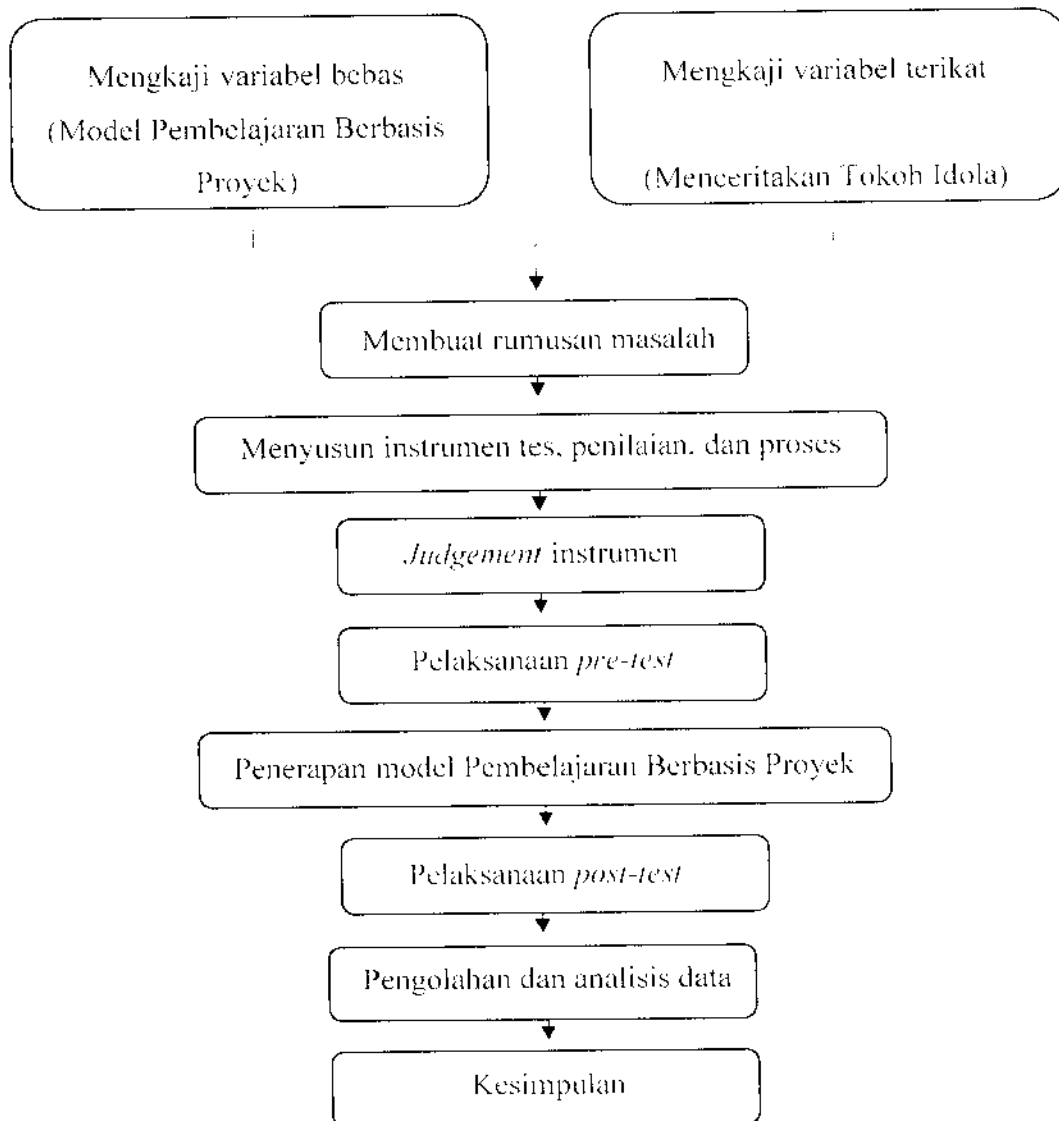 Mengkaji variabel bebas
(Model Pembelajaran Berbasis
Proyek)
Mengkaji variabel terikat
(Menceritakan Tokoh Idola)
Membuat rumusan masalah
Menyusun instrumen tes, penilaian, dan proses
Judgement instrumen
Pelaksanaan pre-test
Penerapan model Pembelajaran Berbasis Proyek
Pelaksanaan post-test
Pengolahan dan analisis data
Kesimpulan